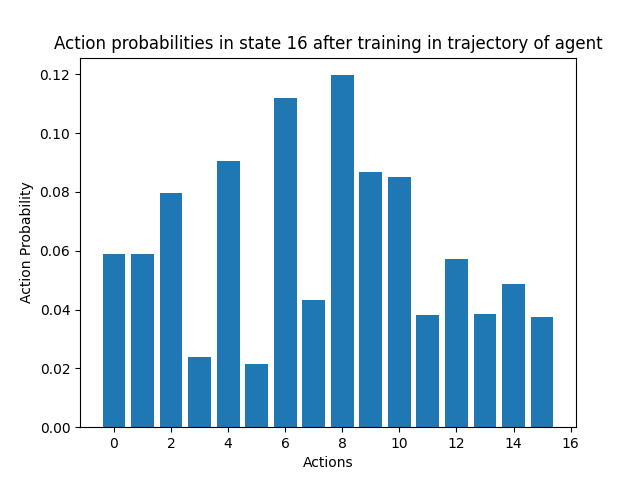 Action probabilities in state 16 after training in trajectory of agent
0.12
0.10
0.08
0.06
0.04
0.02
0.00
Action Probability
0 2 4 6 8 10 12 14 16
Actions